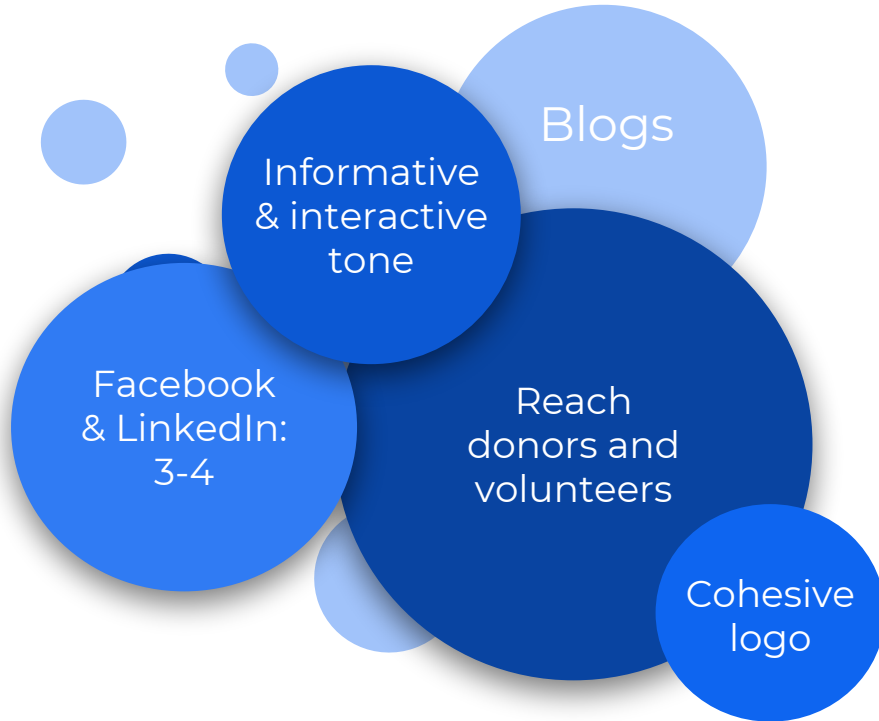 Blogs
Informative
& interactive
tone
Facebook
& LinkedIn:
3-4
Reach
donors and
volunteers
Cohesive
logo